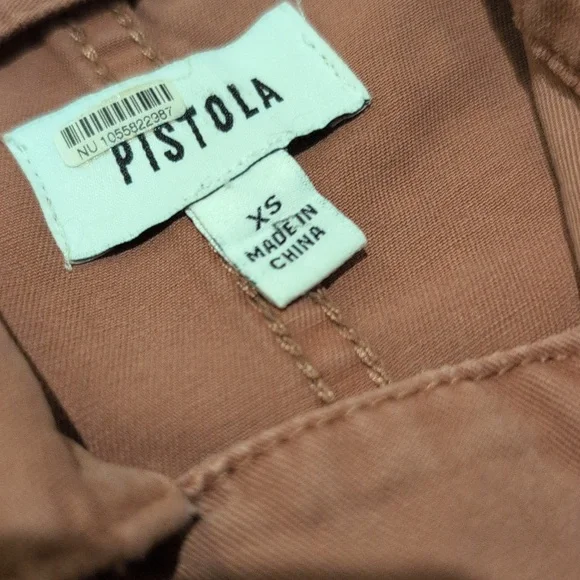 NU 1055822387
PISTOLA
XS
MADE IN
CHINA